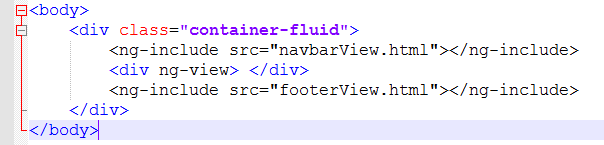 <body>
<div class="container-fluid">
<ng-include src="navbarView.html"></ng-include>
<div ng-view> </div>
<ng-include src="footerView.html"></ng-include>
</div>
</body>